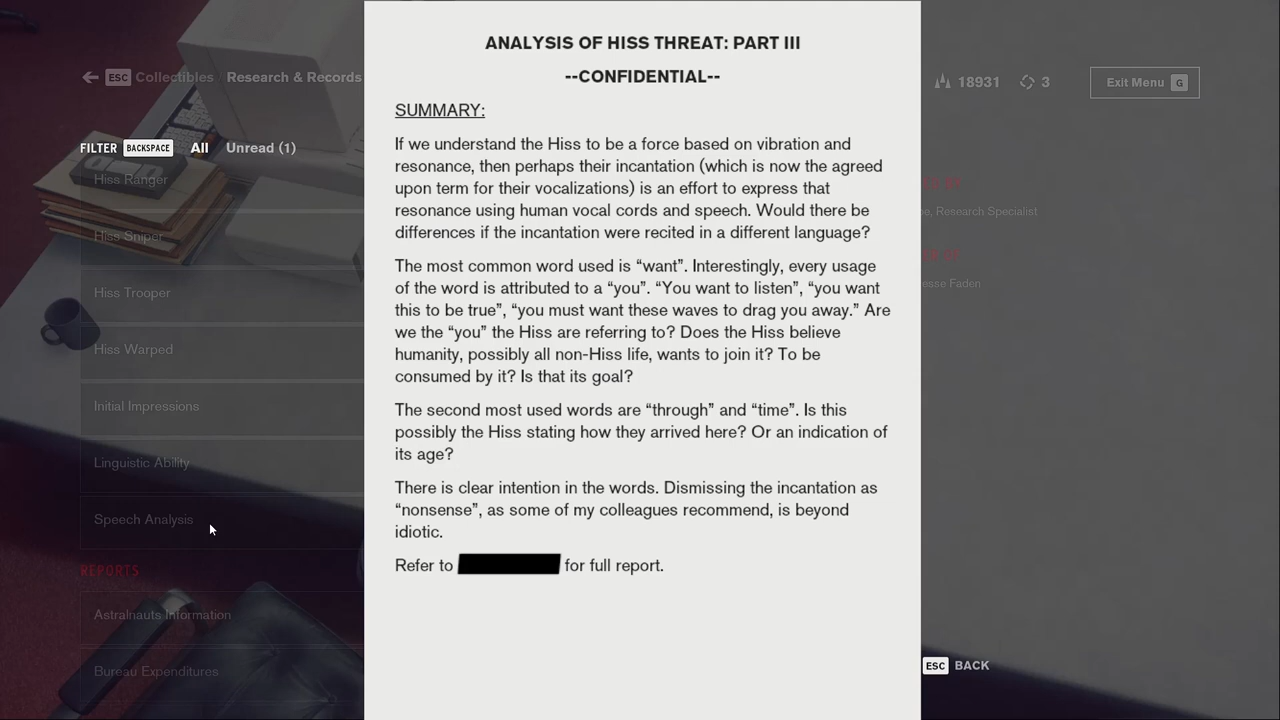 ANALYSIS OF HISS THREAT: PART III
--CONFIDENTIAL--
ESC Collectibles Research & Records
18931 3 Exit Menu G
SUMMARY:
If we understand the Hiss to be a force based on vibration and
resonance, then perhaps their incantation (which is now the agreed
upon term for their vocalizations) is an effort to express that
resonance using human vocal cords and speech. Would there be
differences if the incantation were recited in a different language?
The most common word used is “want”. Interestingly, every usage
of the word is attributed to a “you”. “You want to listen”, “you want
this to be true”, “you must want these waves to drag you away.” Are
we the “you” the Hiss are referring to? Does the Hiss believe
humanity, possibly all non-Hiss life, wants to join it? To be
consumed by it? Is that its goal?
The second most used words are “through” and “time”. Is this
possibly the Hiss stating how they arrived here? Or an indication of
its age?
There is clear intention in the words. Dismissing the incantation as
“nonsense”, as some of my colleagues recommend, is beyond
idiotic.
Refer to for full report.
FILTER BACKSPACE All Unread (1)
Hiss Ranger
Hiss Sniper
Hiss Trooper
Hiss Warped
Initial Impressions
Linguistic Ability
Speech Analysis
REPORTS
Astralnauts Information
Bureau Expenditures
Research Specialist
Faden
ESC BACK